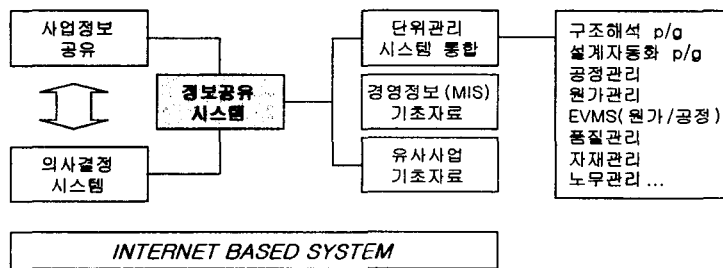 사업정보
공유
의사결정
시스템
정보공유
시스템
단위관리
시스템 통합
경영정보(MIS)
기초자료
유사사업
기초자료
구조해석 p/g
설계자동화 p/g
공정관리
원가관리
EVMS(원가/공정)
품질관리
자재관리
노무관리...
INTERNET BASED SYSTEM